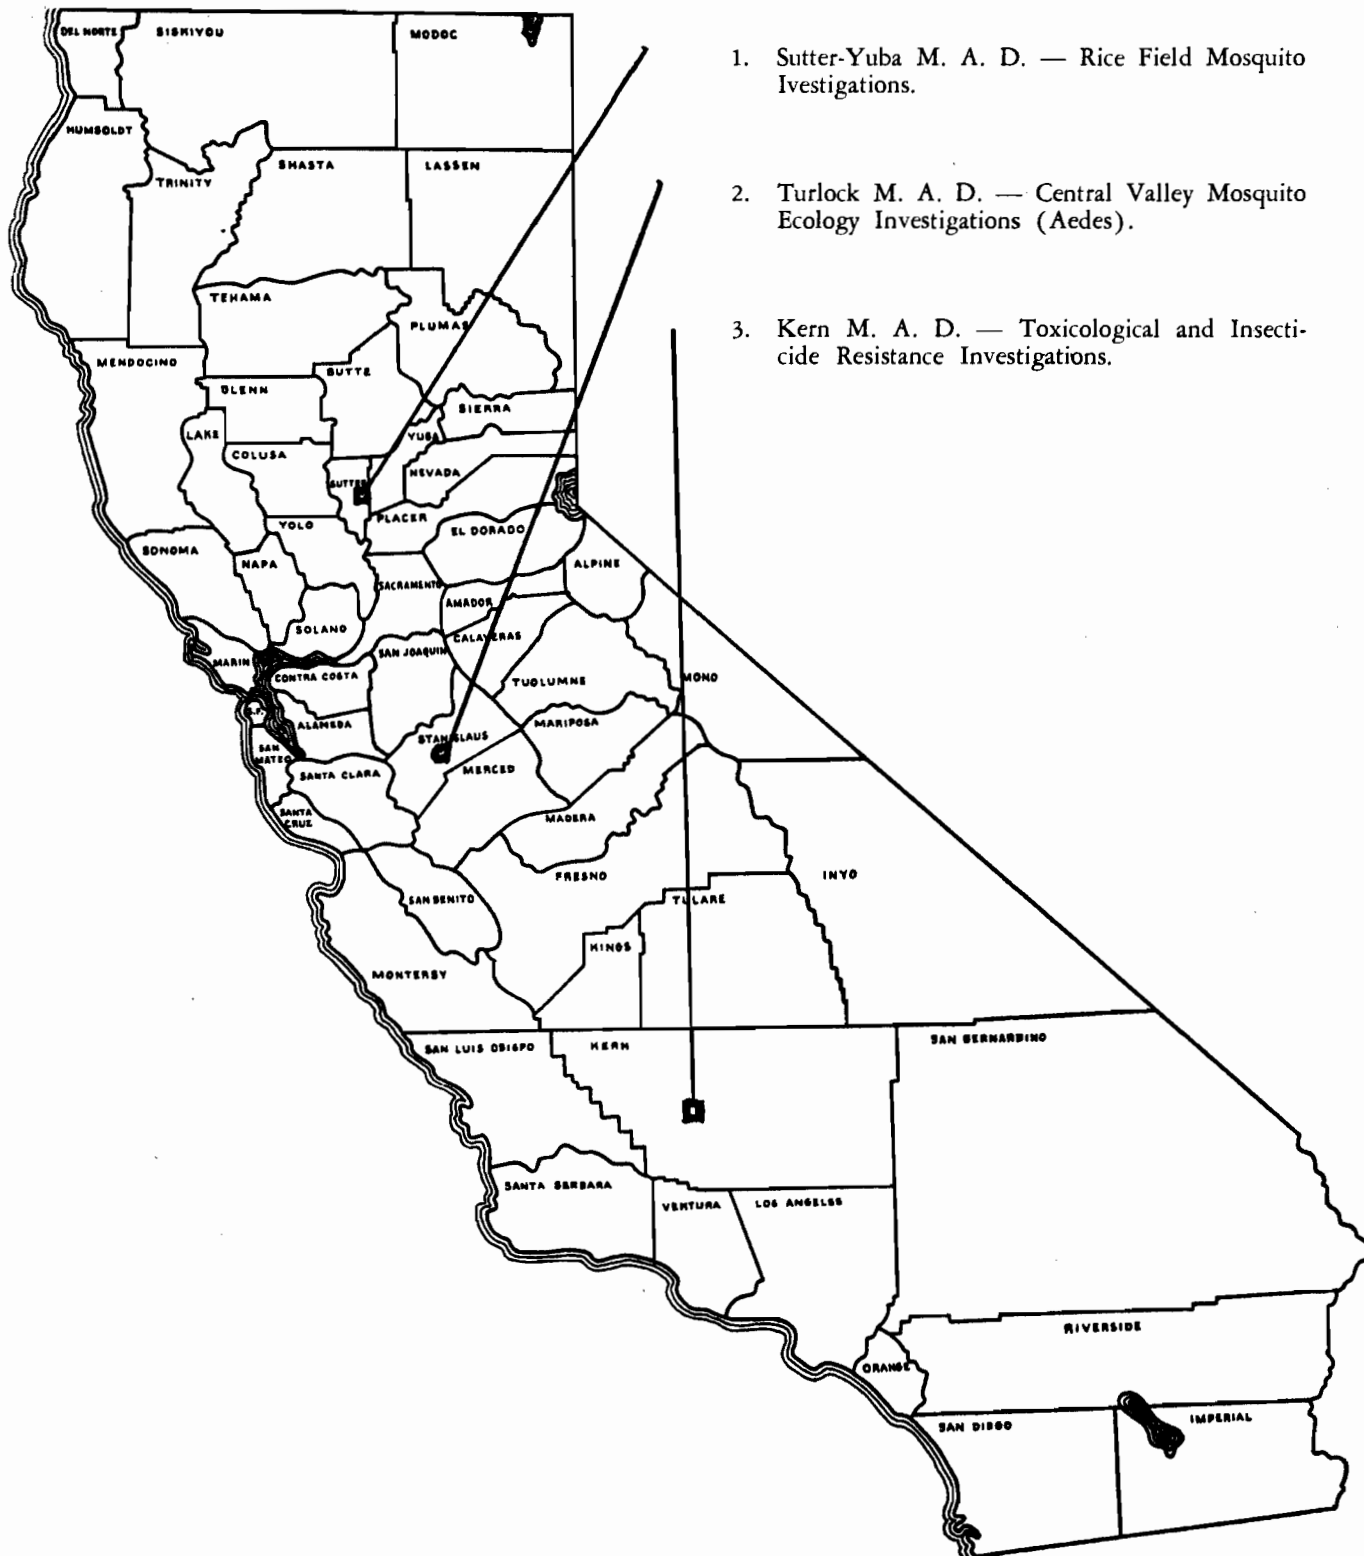 1. Sutter-Yuba M. A. D. — Rice Field Mosquito
Ivestigations.
2. Turlock M. A. D. — Central Valley Mosquito
Ecology Investigations (Aedes).
3. Kern M. A. D. — Toxicological and Insecti-
cide Resistance Investigations.
DEL NORTE
SISKIYOU
MODOC
HUMBOLDT
TRINITY
SHASTA
LASSEN
TEHAMA
PLUMAS
MENDOCINO
GLENN
BUTTE
SIERRA
LAKE
COLUSA
YUBA
NEVADA
SUTTER
YOLO
PLACER
EL DORADO
SONOMA
NAPA
ALPINE
SACRAMENTO
AMADOR
SOLANO
CALAVERAS
SAN JOAQUIN
MARIN
CONTRA COSTA
TUOLUMNE
MONO
S.F.
ALAMEDA
STANISLAUS
MARIPOSA
SAN
MATEO
SANTA CLARA
MERCED
SANTA
CRUZ
MADERA
FRESNO
INYO
SAN BENITO
TULARE
KINGS
MONTEREY
SAN LUIS OBISPO
KERN
SAN BERNARDINO
SANTA BERBARA
VENTURA
LOS ANGELES
RIVERSIDE
ORANGE
SAN DIEGO
IMPERIAL